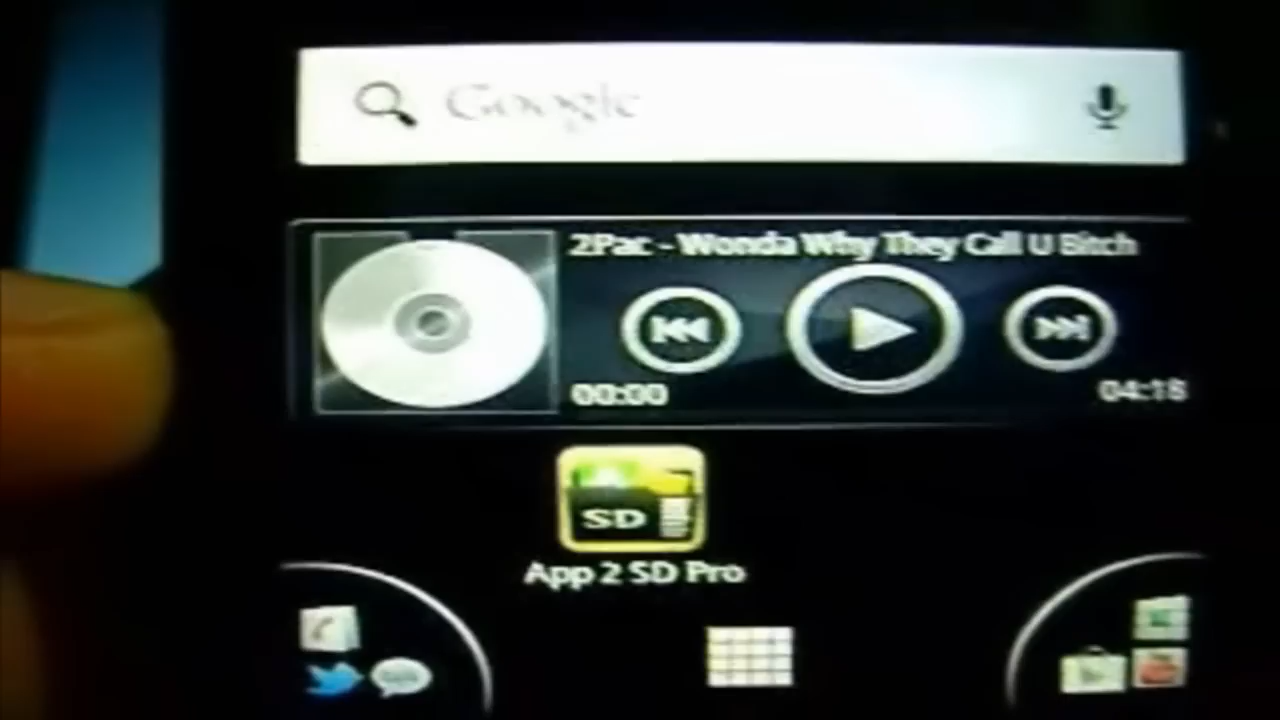 Google
2Pac - Wonda Why They Call U Bitch
00:00
04:18
SD
App 2 SD Pro